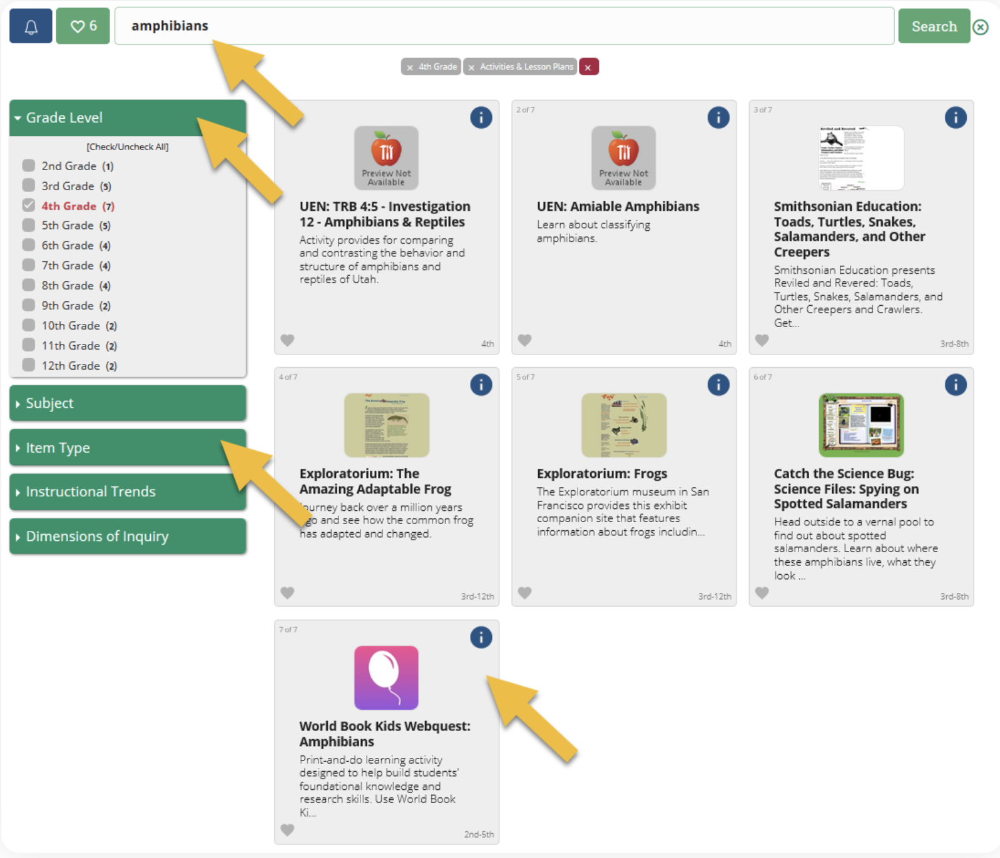 6
amphibians
Search
× 4th Grade
× Activities & Lesson Plans
×
Grade Level
[Check/Uncheck All]
2nd Grade (1)
3rd Grade (5)
4th Grade (7)
5th Grade (5)
6th Grade (4)
7th Grade (4)
8th Grade (4)
9th Grade (2)
10th Grade (2)
11th Grade (2)
12th Grade (2)
Subject
Item Type
Instructional Trends
Dimensions of Inquiry
i
Preview Not
Available
UEN: TRB 4:5 - Investigation
12 - Amphibians & Reptiles
Activity provides for comparing
and contrasting the behavior and
structure of amphibians and
reptiles of Utah.
4th
2 of 7
i
Preview Not
Available
UEN: Amiable Amphibians
Learn about classifying
amphibians.
4th
3 of 7
i
Reviled and Revered
Smithsonian Education:
Toads, Turtles, Snakes,
Salamanders, and Other
Creepers
Smithsonian Education presents
Reviled and Revered: Toads,
Turtles, Snakes, Salamanders, and
Other Creepers and Crawlers.
Get...
3rd-8th
4 of 7
i
Exploratorium: The
Amazing Adaptable Frog
Journey back over a million years
ago and see how the common frog
has adapted and changed.
3rd-12th
5 of 7
i
Exploratorium: Frogs
The Exploratorium museum in San
Francisco provides this exhibit
companion site that features
information about frogs includin...
3rd-12th
6 of 7
i
Catch the Science Bug:
Science Files: Spying on
Spotted Salamanders
Head outside to a vernal pool to
find out about spotted
salamanders. Learn about where
these amphibians live, what they
look ...
3rd-8th
7 of 7
i
World Book Kids Webquest:
Amphibians
Print-and-do learning activity
designed to help build students'
foundational knowledge and
research skills. Use World Book
Ki...
2nd-5th